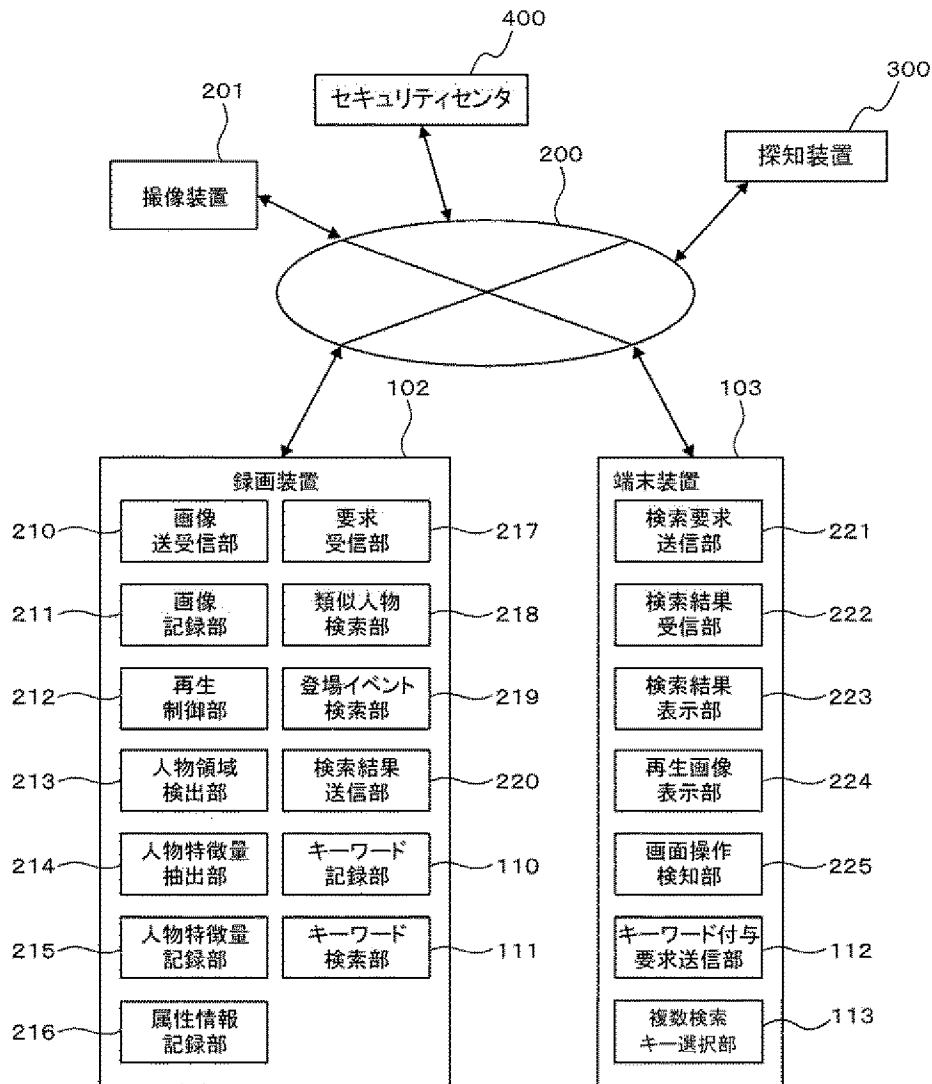 400
セキュリティセンタ
201
撮像装置
300
探知装置
200
102
103
録画装置
端末装置
210
画像
送受信部
要求
受信部
217
検索要求
送信部
221
211
画像
記録部
類似人物
検索部
218
検索結果
受信部
222
212
再生
制御部
登場イベント
検索部
219
検索結果
表示部
223
213
人物領域
検出部
検索結果
送信部
220
再生画像
表示部
224
214
人物特徴量
抽出部
キーワード
記録部
110
画面操作
検知部
225
215
人物特徴量
記録部
キーワード
検索部
111
キーワード付与
要求送信部
112
216
属性情報
記録部
複数検索
キー選択部
113